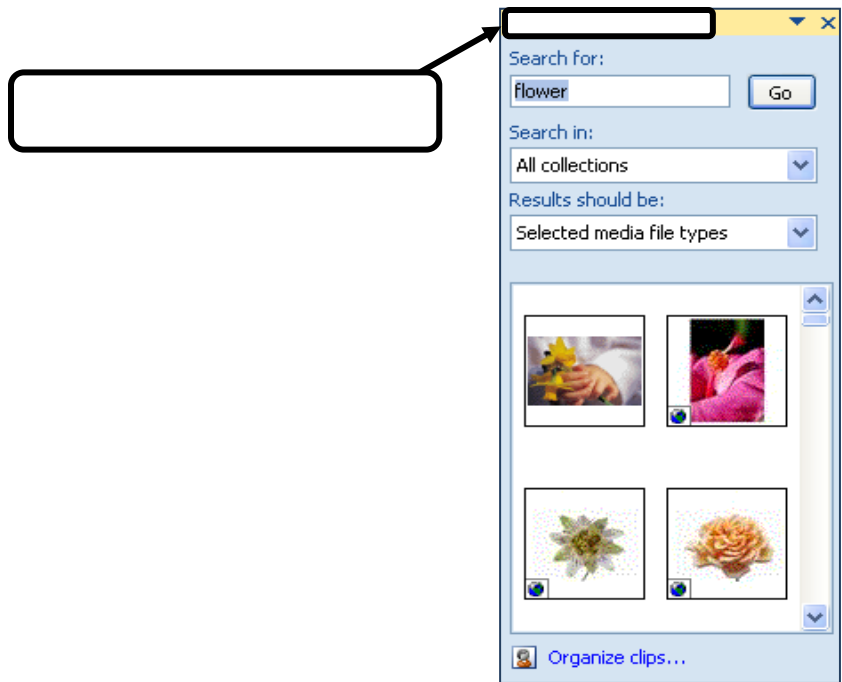 Search for:
flower
Go
Search in:
All collections
Results should be:
Selected media file types
Organize clips...